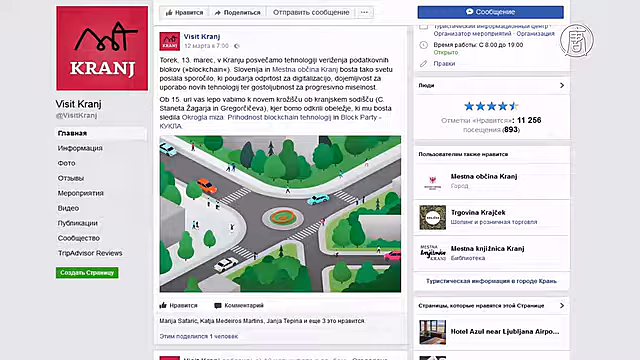 KRANJ
Visit Kranj
@VisitKranj
Главная
Информация
Фото
Отзывы
Мероприятия
Видео
Публикации
Сообщество
TripAdvisor Reviews
Создать Страницу
Нравится
Поделиться
Отправить сообщение
Visit Kranj
12 марта в 7:00
Torek, 13. marec, v Kranju posvečamo tehnologiji veriženja podatkovnih
blokov (»blockchain«). Slovenija in Mestna občina Kranj bosta tako svetu
poslala sporočilo, ki poudarja odprtost za digitalizacijo, dojemljivost za
uporabo novih tehnologij ter gostoljubnost za progresivno miselnost.
Ob 15. uri vas lepo vabimo k novem krožišču ob kranjskem sodišču (C.
Staneta Žagarja in Gregorčičeva), kjer bomo odkrili obeležje, ki mu bosta
sledila Okrogla miza: Prihodnost blockchain tehnologij in Block Party -
КУКЛА.
Нравится
Комментарий
Marija Safaric, Katja Medeiros Martins, Janja Tepina и еще 3 это нравится.
Этим поделился 1 человек
Сообщение
Туристический информационный центр ·
Организатор мероприятий · Организация
Время работы: С 8:00 до 19:00
Открыто
Правки
Люди
Отметки «Нравится»: 11 256
посещения (893)
Пользователям также нравится
Mestna občina Kranj
Город
Trgovina Krajček
Шопинг и розничная торговля
Mestna knjižnica Kranj
Библиотека
Туристическая информация в городе Крань
Страницы, которые нравятся этой Странице
Hotel Azul near Ljubljana Airpo...